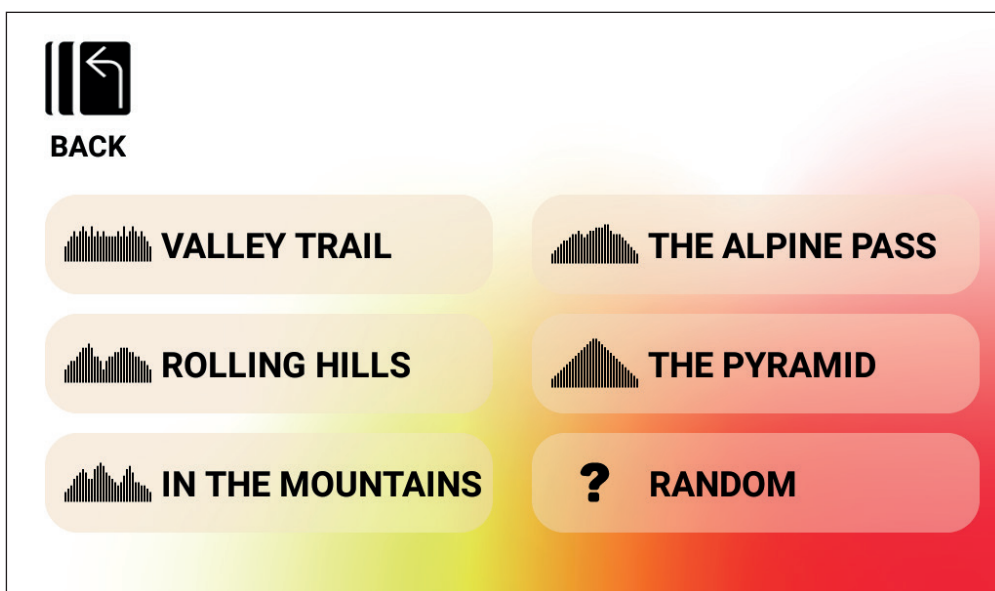 BACK
VALLEY TRAIL
THE ALPINE PASS
ROLLING HILLS
THE PYRAMID
IN THE MOUNTAINS
? RANDOM